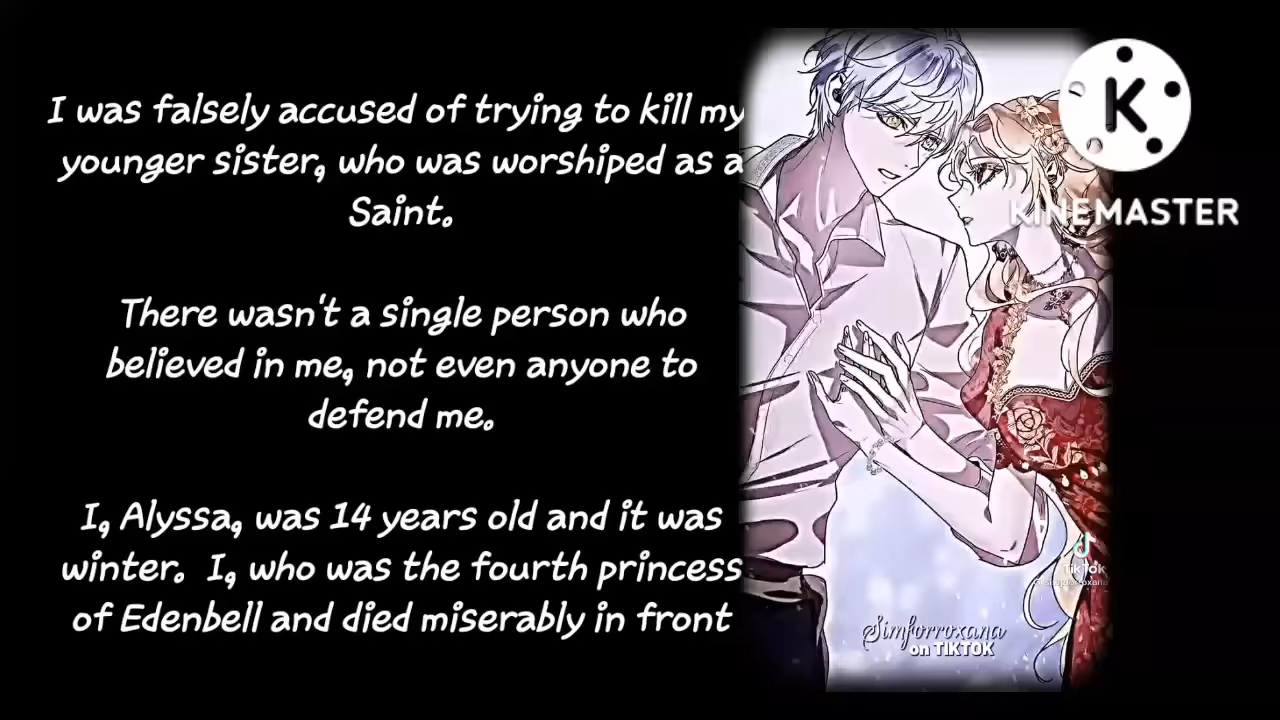 I was falsely accused of trying to kill my
younger sister, who was worshiped as a
Saint.
There wasn't a single person who
believed in me, not even anyone to
defend me.
I, Alyssa, was 14 years old and it was
winter. I, who was the fourth princess
of Edenbell and died miserably in front
K
KINEMASTER
TikTok
Simforroxana
on TIKTOK